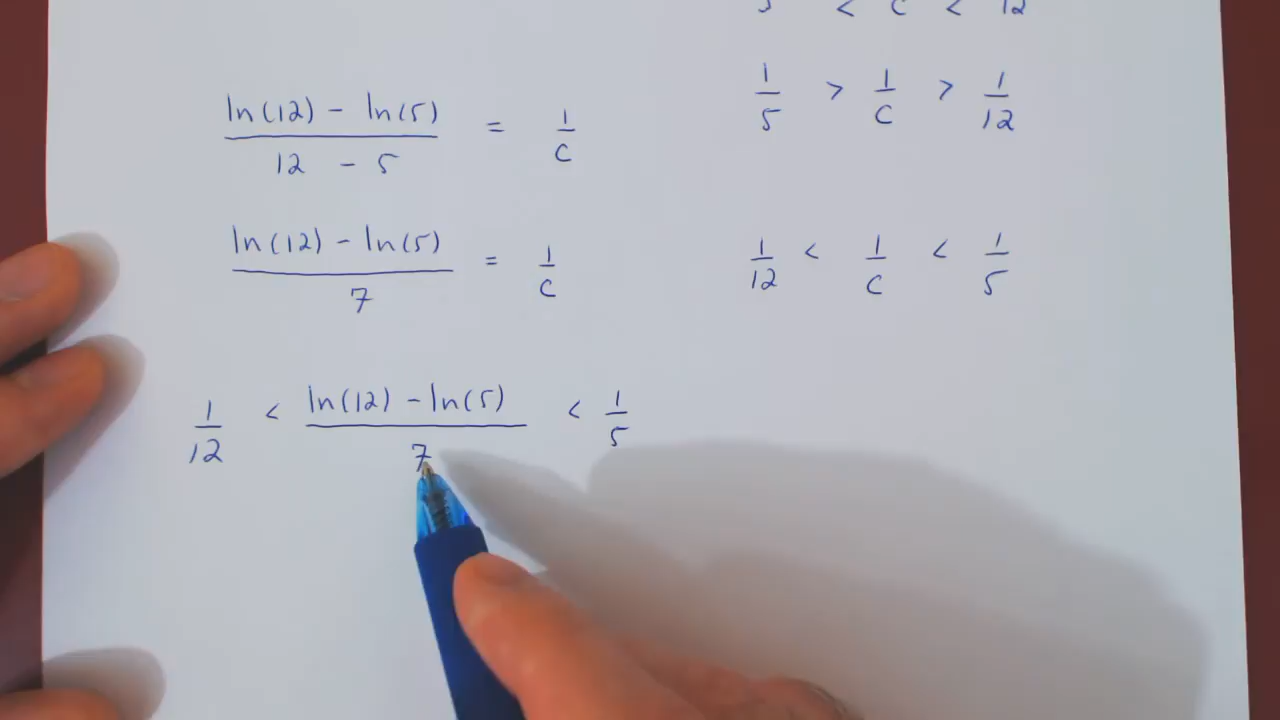 5 < c < 12
ln(12) - ln(5) / 12 - 5 = 1/c
1/5 > 1/c > 1/12
ln(12) - ln(5) / 7 = 1/c
1/12 < 1/c < 1/5
1/12 < ln(12) - ln(5) / 7 < 1/5